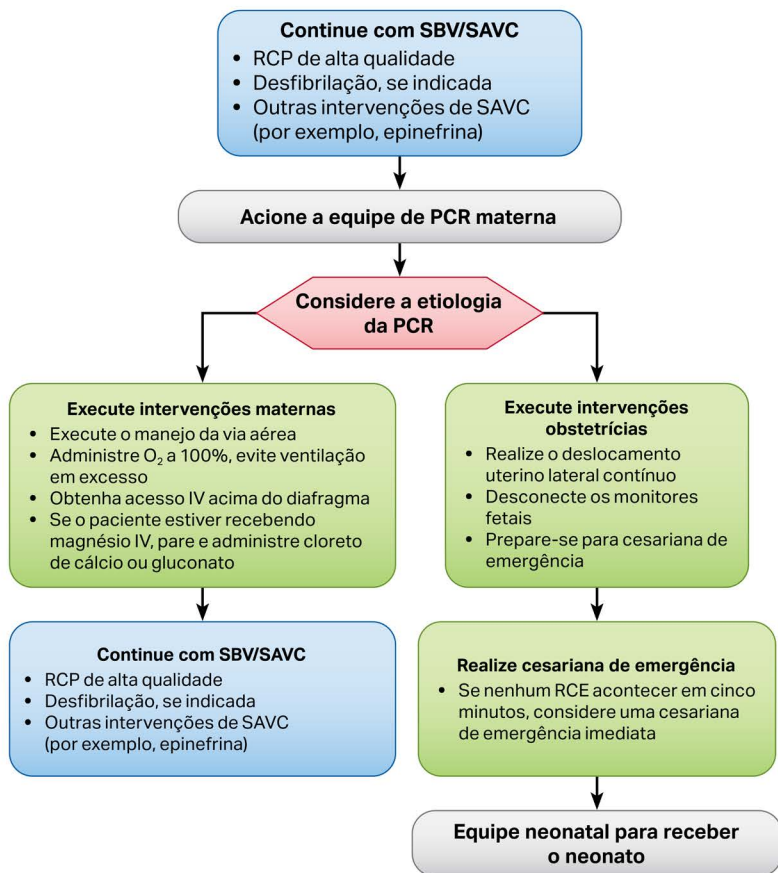 Continue com SBV/SAVC
• RCP de alta qualidade
• Desfibrilação, se indicada
• Outras intervenções de SAVC
(por exemplo, epinefrina)
Acione a equipe de PCR materna
Considere a etiologia
da PCR
Execute intervenções maternas
• Execute o manejo da via aérea
• Administre O₂ a 100%, evite ventilação
em excesso
• Obtenha acesso IV acima do diafragma
• Se o paciente estiver recebendo
magnésio IV, pare e administre cloreto
de cálcio ou gluconato
Continue com SBV/SAVC
• RCP de alta qualidade
• Desfibrilação, se indicada
• Outras intervenções de SAVC
(por exemplo, epinefrina)
Execute intervenções
obstetrícias
• Realize o deslocamento
uterino lateral contínuo
• Desconecte os monitores
fetais
• Prepare-se para cesariana de
emergência
Realize cesariana de emergência
• Se nenhum RCE acontecer em cinco
minutos, considere uma cesariana
de emergência imediata
Equipe neonatal para receber
o neonato